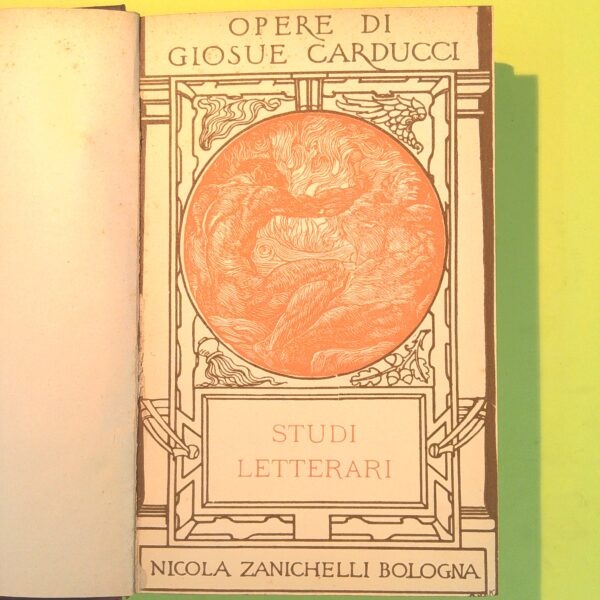 OPERE DI
GIOSUE CARDUCCI
STUDI
LETTERARI
NICOLA ZANICHELLI BOLOGNA